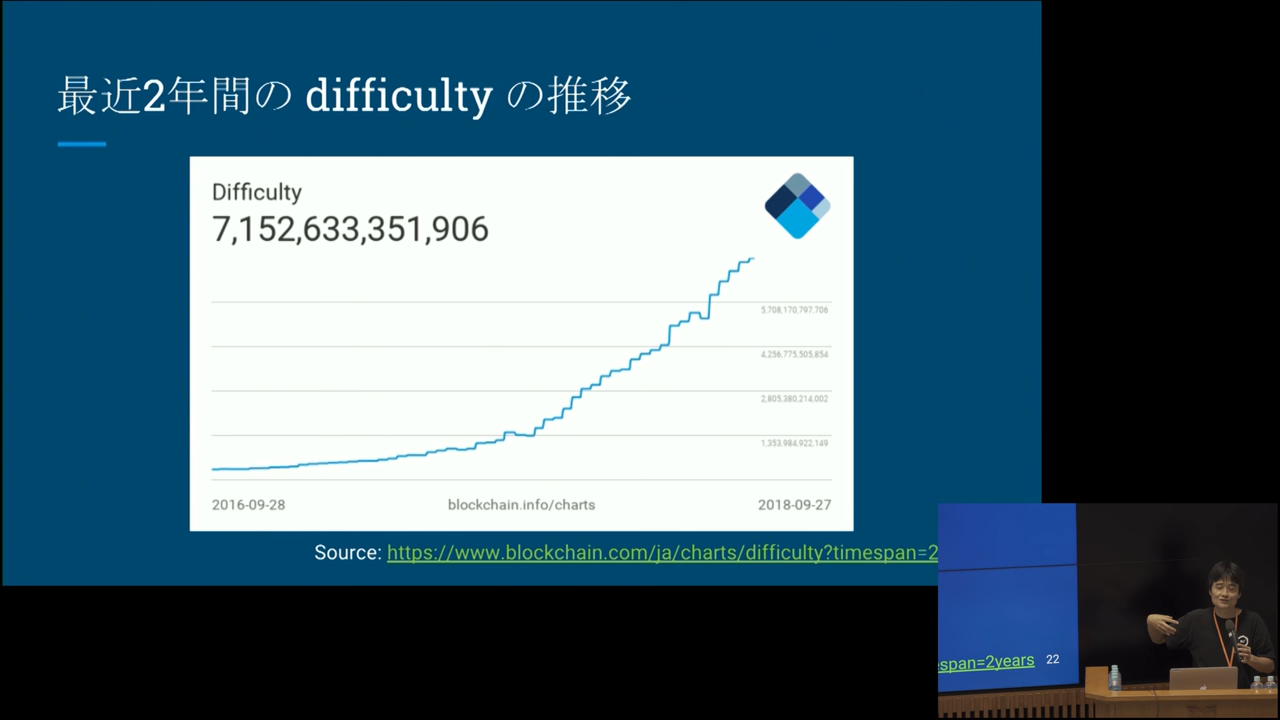 最近2年間の difficulty の推移
Difficulty
7,152,633,351,906
5,708,170,797,706
4,256,775,505,854
2,805,380,214,002
1,353,984,922,149
2016-09-28
blockchain.info/charts
2018-09-27
Source: https://www.blockchain.com/ja/charts/difficulty?timespan=2
espan=2years
22